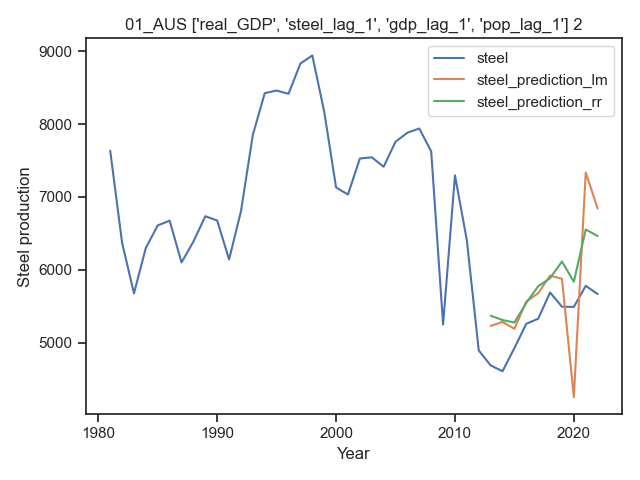 01_AUS ['real_GDP', 'steel_lag_1', 'gdp_lag_1', 'pop_lag_1'] 2
steel
steel_prediction_lm
steel_prediction_rr
9000
8000
7000
6000
5000
Steel production
1980
1990
2000
2010
2020
Year